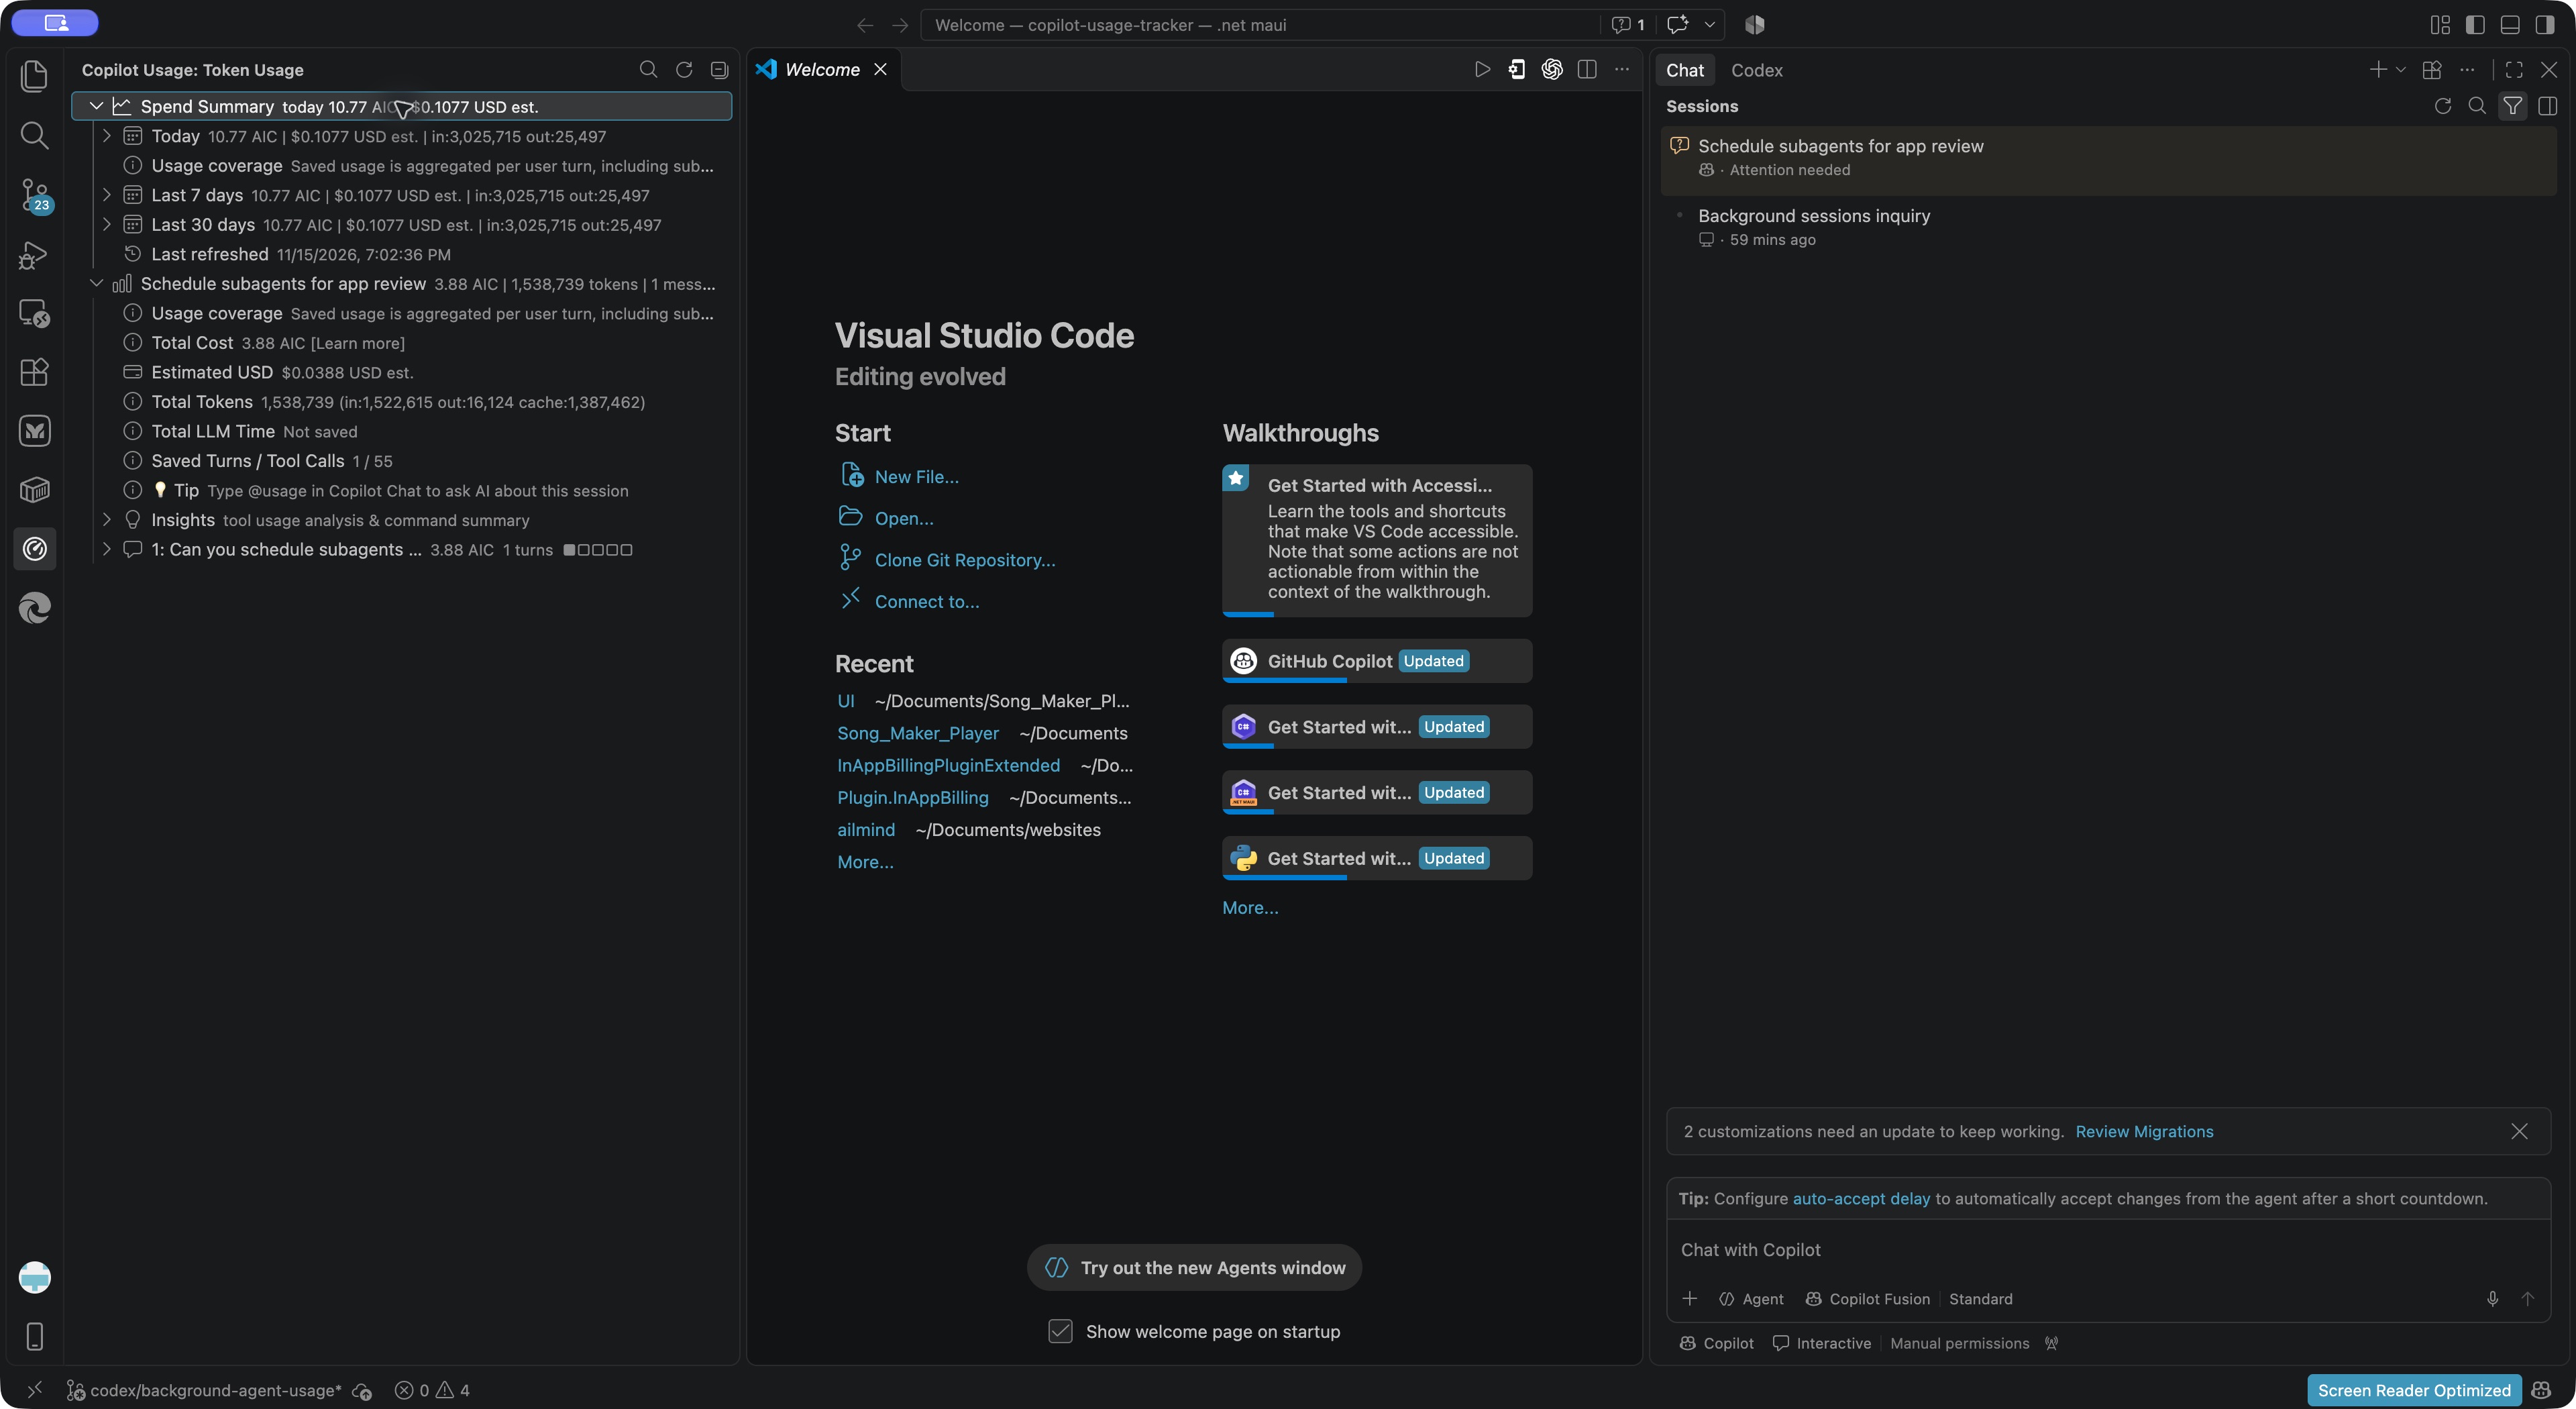 Welcome — copilot-usage-tracker — .net maui
1
Copilot Usage: Token Usage
Spend Summary today 10.77 $0.1077 USD est.
Today 10.77 AIC | $0.1077 USD est. | in:3,025,715 out:25,497
Usage coverage Saved usage is aggregated per user turn, including sub...
Last 7 days 10.77 AIC | $0.1077 USD est. | in:3,025,715 out:25,497
Last 30 days 10.77 AIC | $0.1077 USD est. | in:3,025,715 out:25,497
Last refreshed 11/15/2026, 7:02:36 PM
Schedule subagents for app review 3.88 AIC | 1,538,739 tokens | 1 mess...
Usage coverage Saved usage is aggregated per user turn, including sub...
Total Cost 3.88 AIC [Learn more]
Estimated USD $0.0388 USD est.
Total Tokens 1,538,739 (in:1,522,615 out:16,124 cache:1,387,462)
Total LLM Time Not saved
Saved Turns / Tool Calls 1 / 55
Tip Type @usage in Copilot Chat to ask AI about this session
Insights tool usage analysis & command summary
1: Can you schedule subagents ... 3.88 AIC 1 turns
23
Welcome
Visual Studio Code
Editing evolved
Start
New File...
Open...
Clone Git Repository...
Connect to...
Recent
UI ~/Documents/Song_Maker_Pl...
Song_Maker_Player ~/Documents
InAppBillingPluginExtended ~/Do...
Plugin.InAppBilling ~/Documents...
ailmind ~/Documents/websites
More...
Walkthroughs
Get Started with Accessi...
Learn the tools and shortcuts
that make VS Code accessible.
Note that some actions are not
actionable from within the
context of the walkthrough.
GitHub Copilot Updated
C# Get Started wit... Updated
C# .NET MAUI Get Started wit... Updated
Get Started wit... Updated
More...
Try out the new Agents window
Show welcome page on startup
Chat Codex
Sessions
Schedule subagents for app review
· Attention needed
Background sessions inquiry
· 59 mins ago
2 customizations need an update to keep working. Review Migrations
Tip: Configure auto-accept delay to automatically accept changes from the agent after a short countdown.
Chat with Copilot
Agent Copilot Fusion Standard
Copilot Interactive Manual permissions
codex/background-agent-usage* 0 4
Screen Reader Optimized